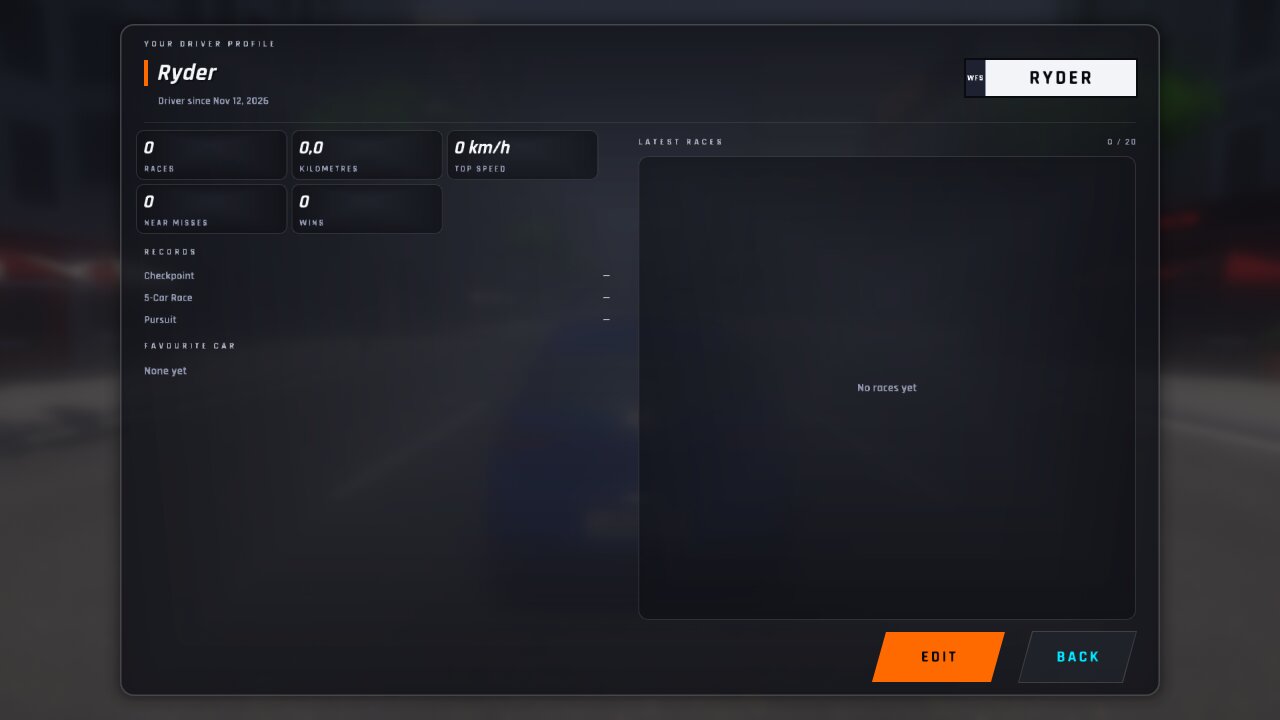 YOUR DRIVER PROFILE
Ryder
Driver since Nov 12, 2026
WFS RYDER
0
RACES
0,0
KILOMETRES
0 km/h
TOP SPEED
0
NEAR MISSES
0
WINS
RECORDS
Checkpoint –
5-Car Race –
Pursuit –
FAVOURITE CAR
None yet
LATEST RACES 0 / 20
No races yet
EDIT
BACK